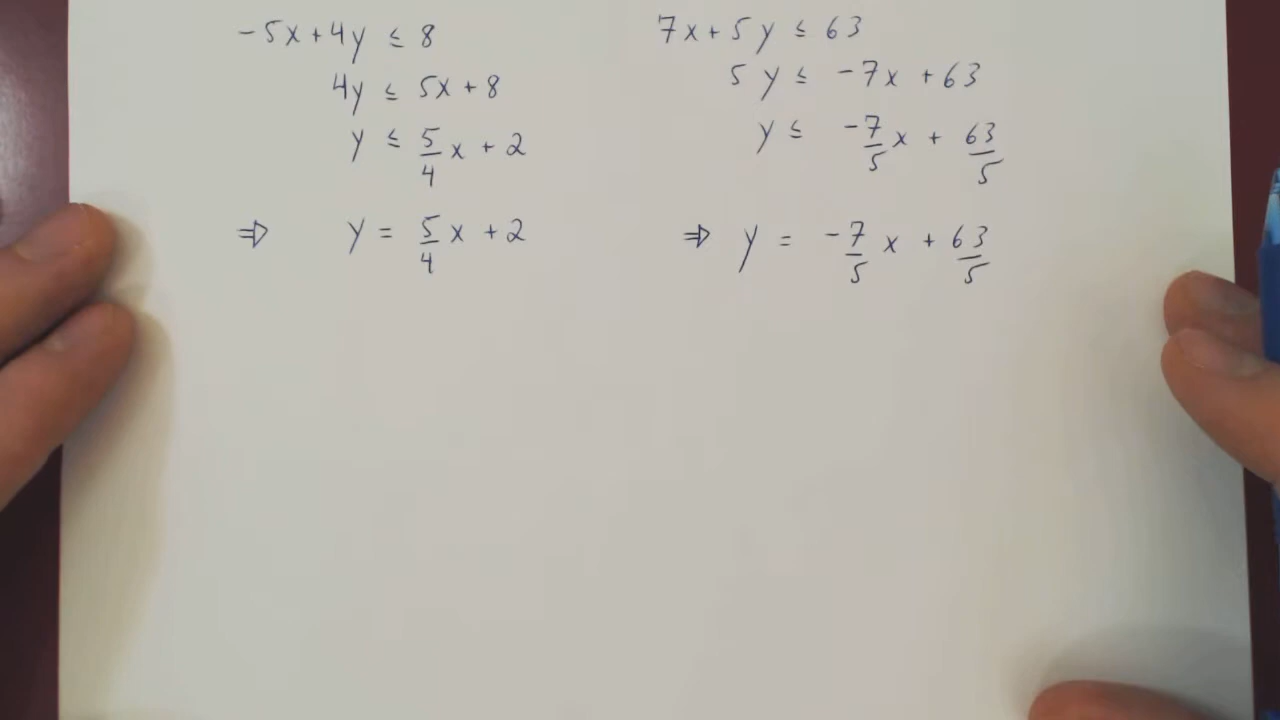 -5x+4y ≤ 8
4y ≤ 5x + 8
y ≤ 5/4 x + 2
⇒ y = 5/4 x + 2
7x + 5y ≤ 63
5y ≤ -7x + 63
y ≤ -7/5 x + 63/5
⇒ y = -7/5 x + 63/5